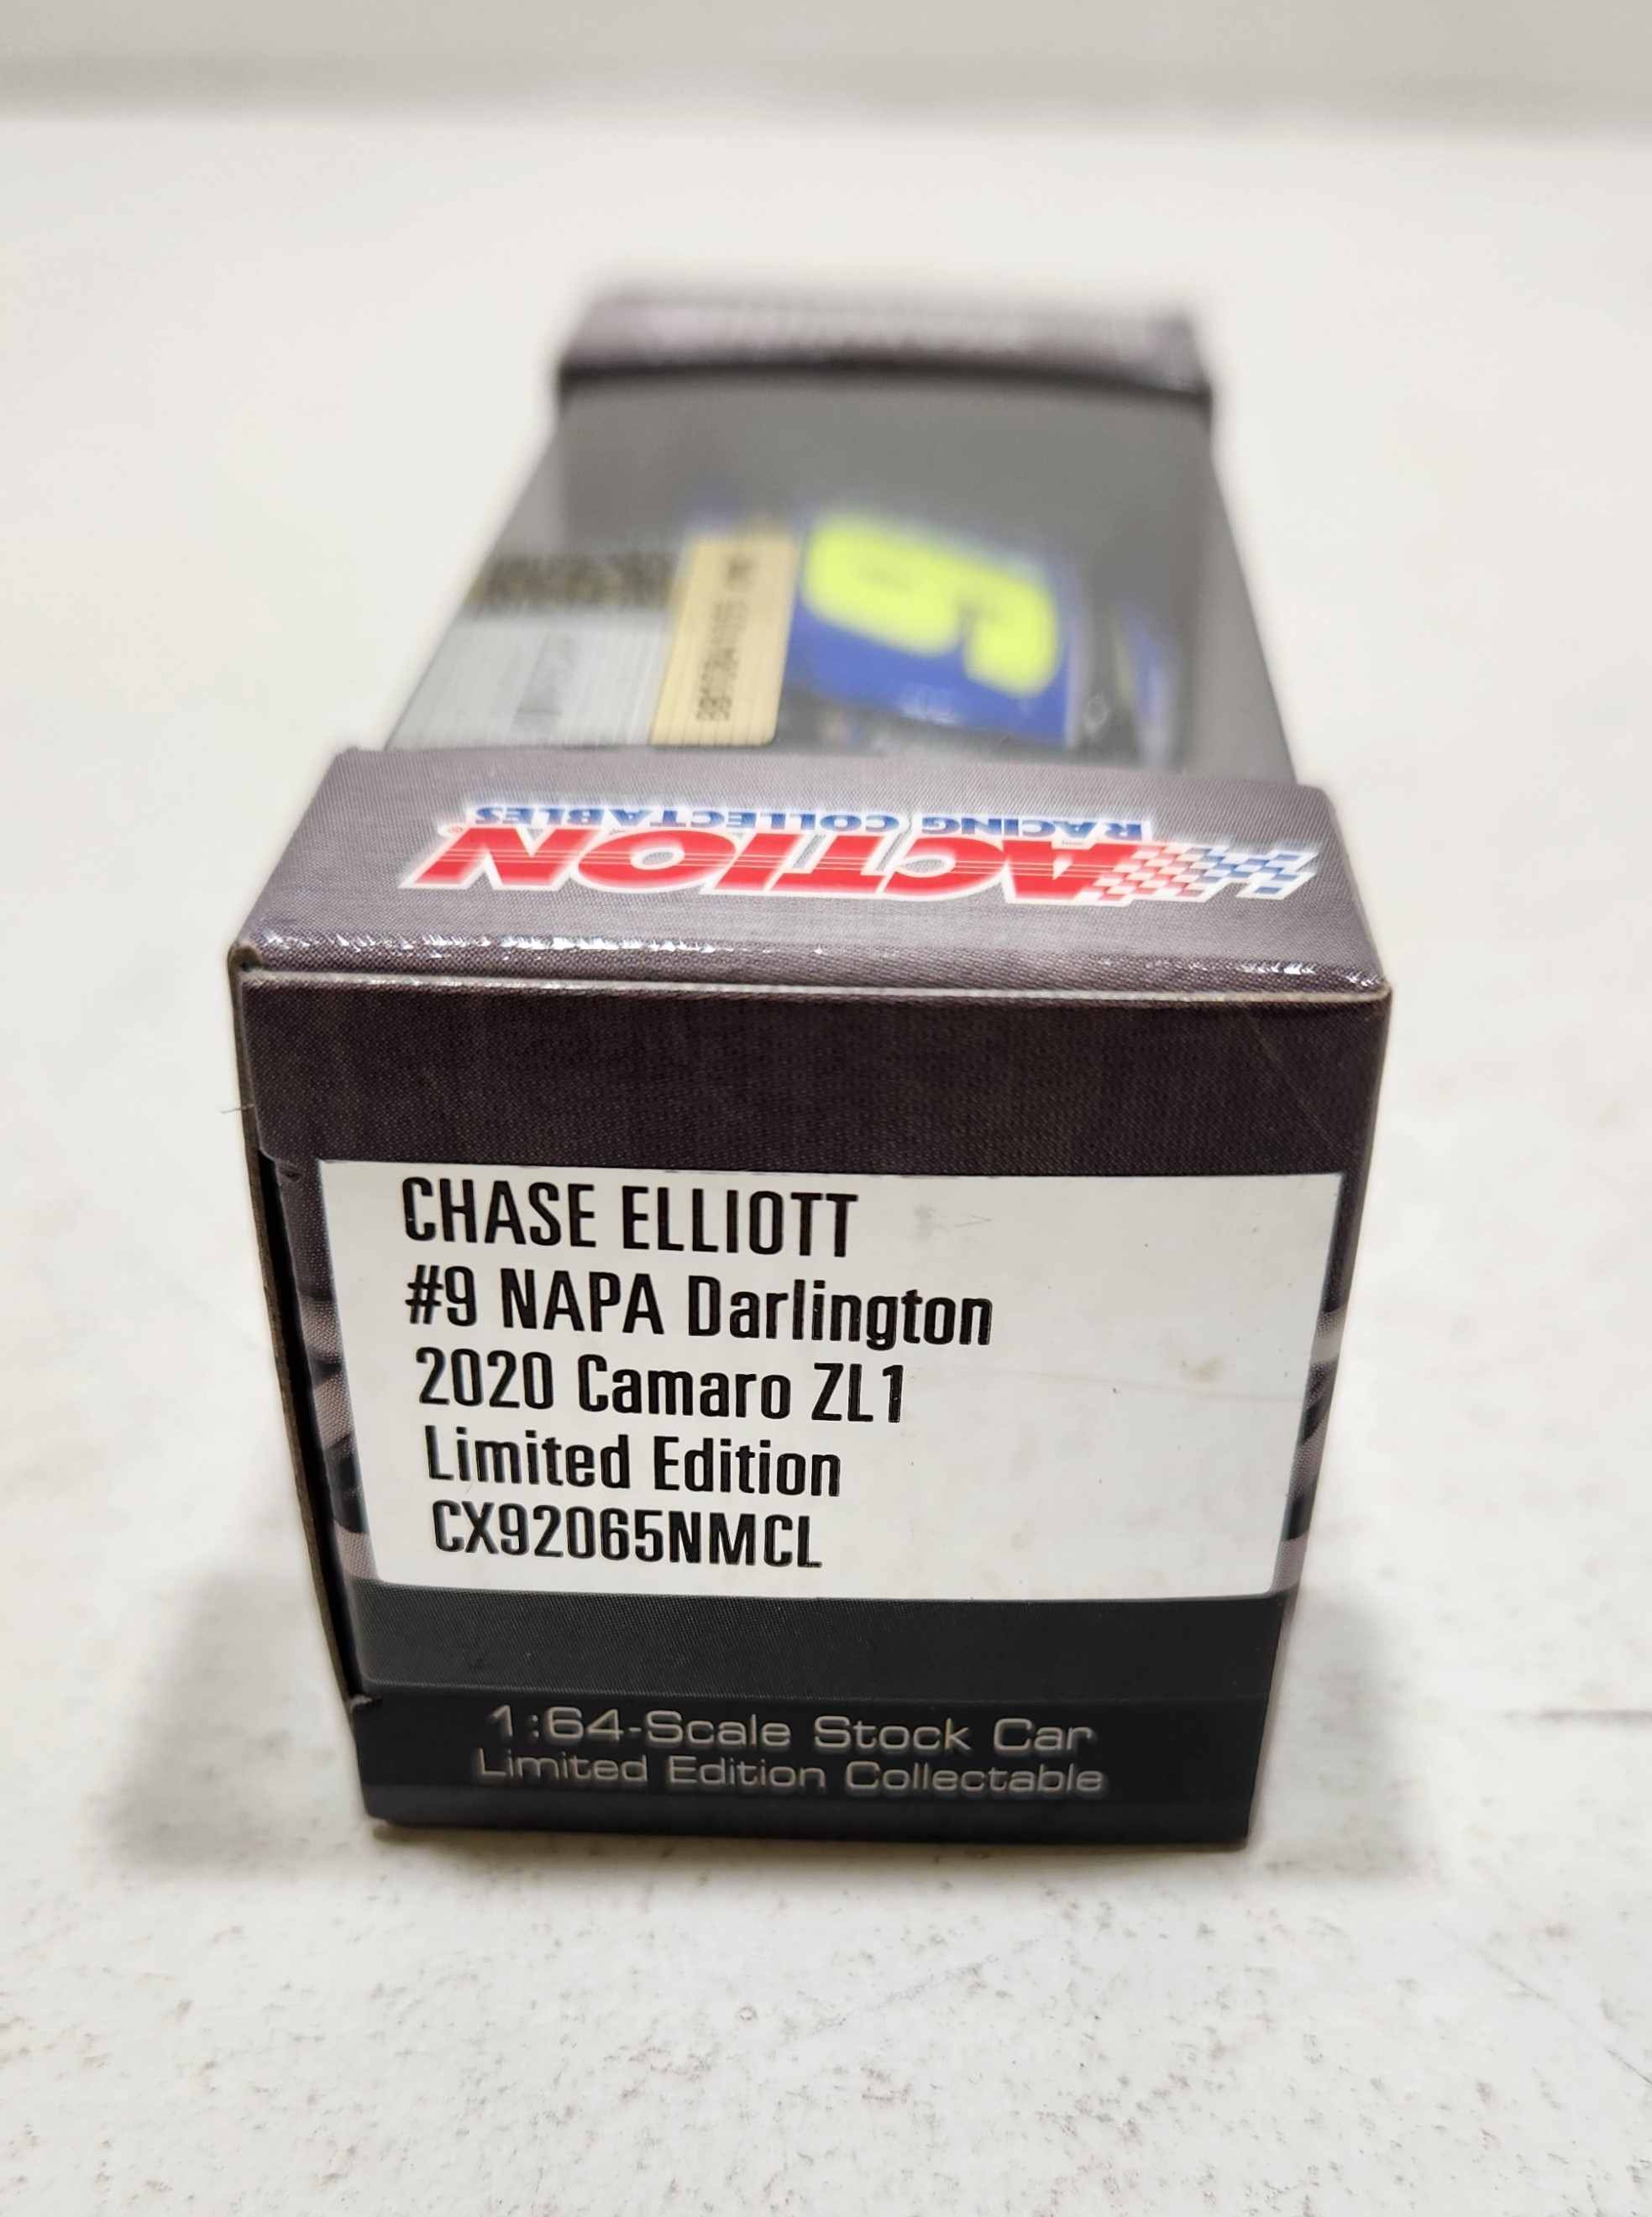 ACTION®
RACING COLLECTABLES
CHASE ELLIOTT
#9 NAPA Darlington
2020 Camaro ZL1
Limited Edition
CX92065NMCL
1:64-Scale Stock Car
Limited Edition Collectable